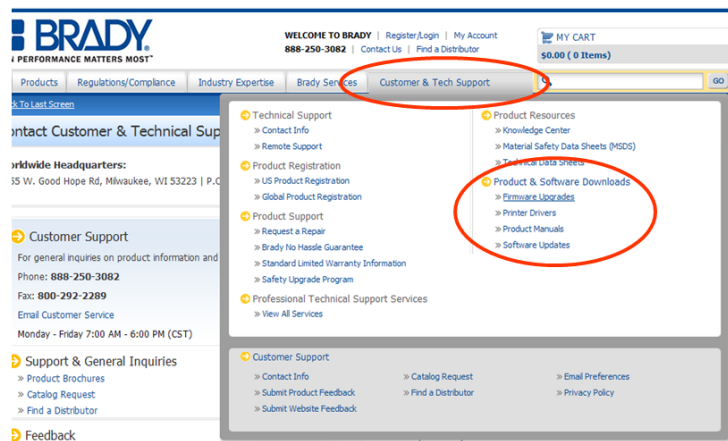 BRADY.
PERFORMANCE MATTERS MOST™
WELCOME TO BRADY | Register/Login | My Account
888-250-3082 | Contact Us | Find a Distributor
MY CART
$0.00 ( 0 Items)
Products
Regulations/Compliance
Industry Expertise
Brady Services
Customer & Tech Support
GO
To Last Screen
Contact Customer & Technical Sup
Worldwide Headquarters:
W. Good Hope Rd, Milwaukee, WI 53223 | P.O
Customer Support
For general inquiries on product information and
Phone: 888-250-3082
Fax: 800-292-2289
Email Customer Service
Monday - Friday 7:00 AM - 6:00 PM (CST)
Support & General Inquiries
» Product Brochures
» Catalog Request
» Find a Distributor
Feedback
Technical Support
» Contact Info
» Remote Support
Product Registration
» US Product Registration
» Global Product Registration
Product Support
» Request a Repair
» Brady No Hassle Guarantee
» Standard Limited Warranty Information
» Safety Upgrade Program
Professional Technical Support Services
» View All Services
Product Resources
» Knowledge Center
» Material Safety Data Sheets (MSDS)
» Technical Data Sheets
Product & Software Downloads
» Firmware Upgrades
» Printer Drivers
» Product Manuals
» Software Updates
Customer Support
» Contact Info
» Submit Product Feedback
» Submit Website Feedback
» Catalog Request
» Find a Distributor
» Email Preferences
» Privacy Policy